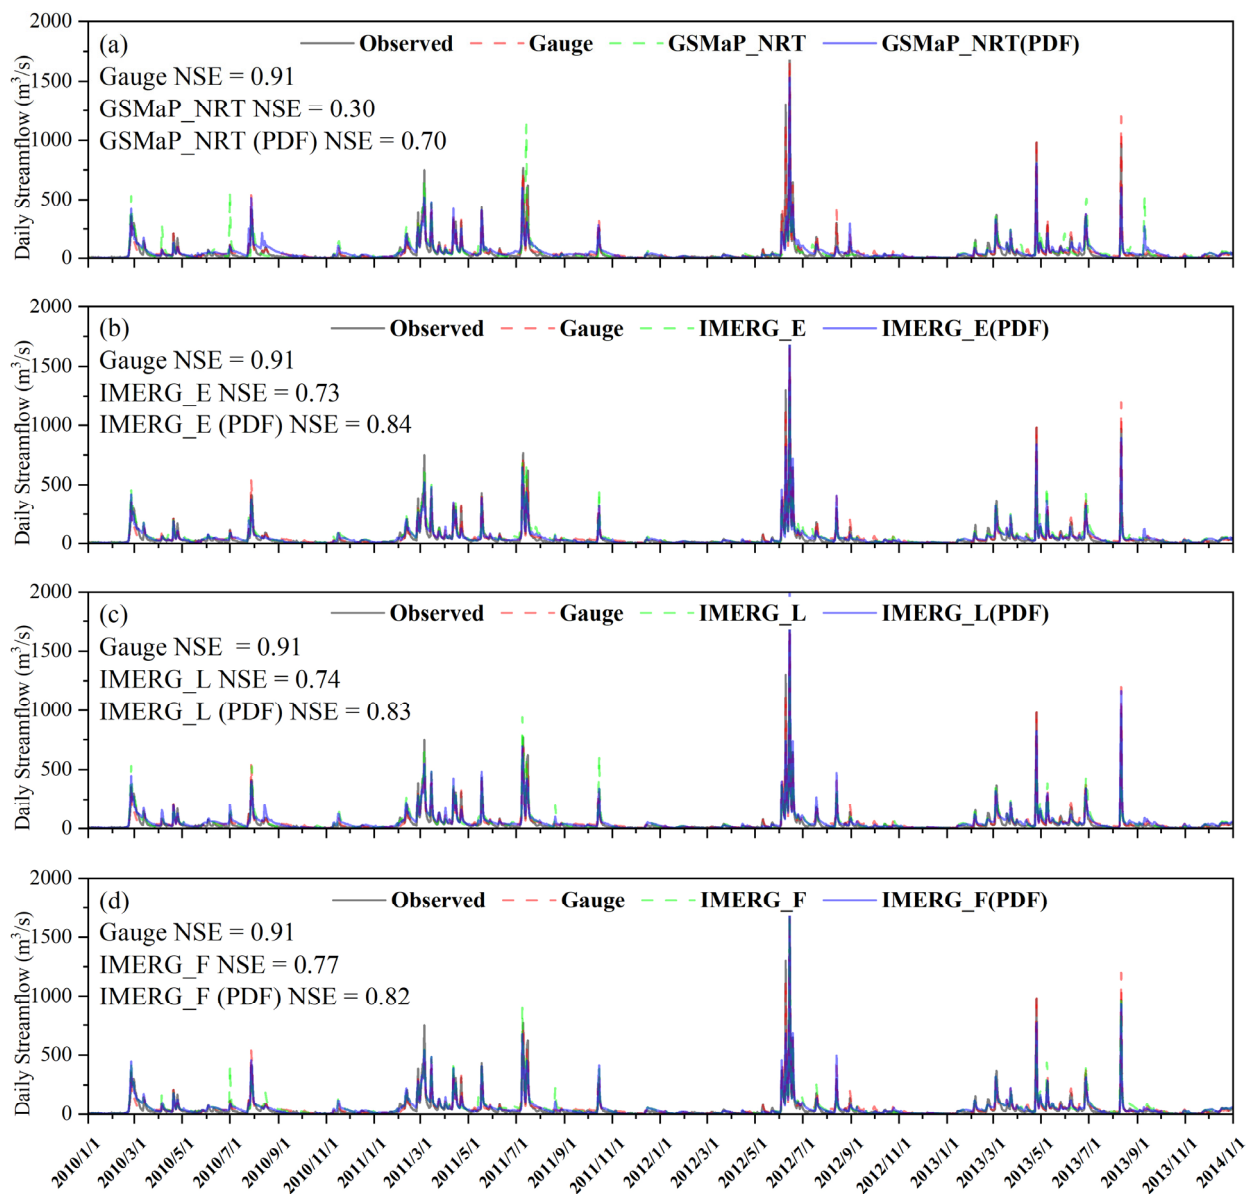 2000
(a)
Observed Gauge GSMaP_NRT GSMaP_NRT(PDF)
Gauge NSE = 0.91
1500
GSMaP_NRT NSE = 0.30
GSMaP_NRT (PDF) NSE = 0.70
1000
500
0
Daily Streamflow (m³/s)
2000
(b)
Observed Gauge IMERG_E IMERG_E(PDF)
Gauge NSE = 0.91
1500
IMERG_E NSE = 0.73
IMERG_E (PDF) NSE = 0.84
1000
500
0
Daily Streamflow (m³/s)
2000
(c)
Observed Gauge IMERG_L IMERG_L(PDF)
Gauge NSE = 0.91
1500
IMERG_L NSE = 0.74
IMERG_L (PDF) NSE = 0.83
1000
500
0
Daily Streamflow (m³/s)
2000
(d)
Observed Gauge IMERG_F IMERG_F(PDF)
Gauge NSE = 0.91
1500
IMERG_F NSE = 0.77
IMERG_F (PDF) NSE = 0.82
1000
500
0
Daily Streamflow (m³/s)
2010/1/1 2010/3/1 2010/5/1 2010/7/1 2010/9/1 2010/11/1 2011/1/1 2011/3/1 2011/5/1 2011/7/1 2011/9/1 2011/11/1 2012/1/1 2012/3/1 2012/5/1 2012/7/1 2012/9/1 2012/11/1 2013/1/1 2013/3/1 2013/5/1 2013/7/1 2013/9/1 2013/11/1 2014/1/1